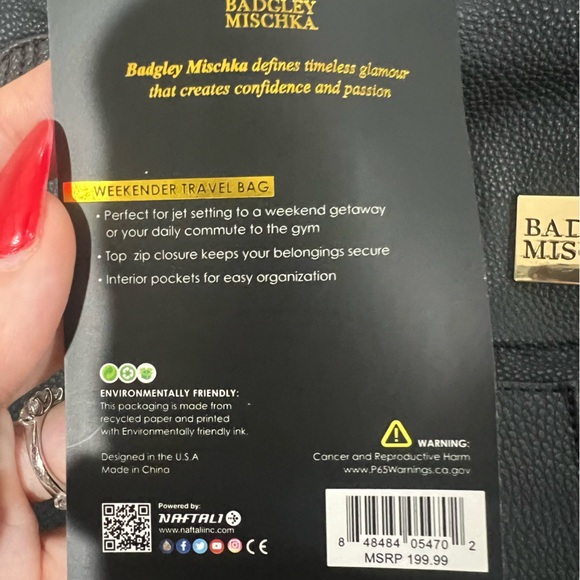 BADGLEY
MISCHKA
Badgley Mischka defines timeless glamour
that creates confidence and passion
WEEKENDER TRAVEL BAG
• Perfect for jet setting to a weekend getaway
or your daily commute to the gym
• Top zip closure keeps your belongings secure
• Interior pockets for easy organization
ENVIRONMENTALLY FRIENDLY:
This packaging is made from
recycled paper and printed
with Environmentally friendly ink.
Designed in the U.S.A
Made in China
WARNING:
Cancer and Reproductive Harm
www.P65Warnings.ca.gov
Powered by:
NAFTALI
www.naftaliinc.com
CE
8 48484 05470 2
MSRP 199.99
BAD
MIS